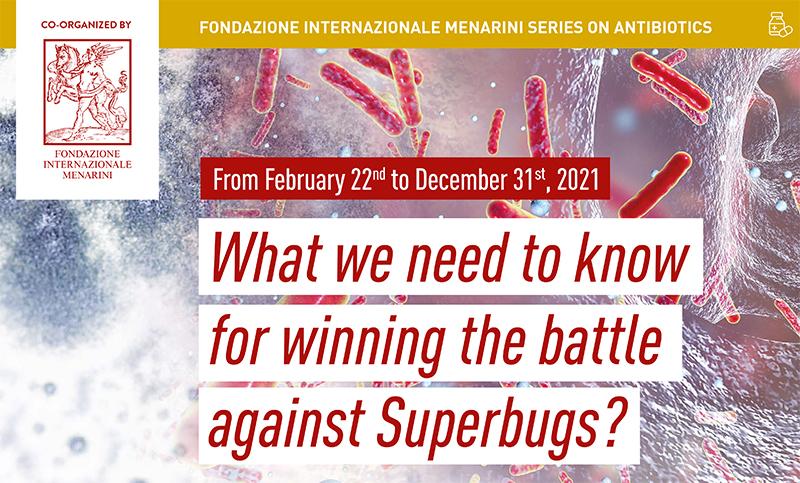 CO-ORGANIZED BY
FONDAZIONE
INTERNAZIONALE
MENARINI
FONDAZIONE INTERNAZIONALE MENARINI SERIES ON ANTIBIOTICS
From February 22nd to December 31st, 2021
What we need to know
for winning the battle
against Superbugs?